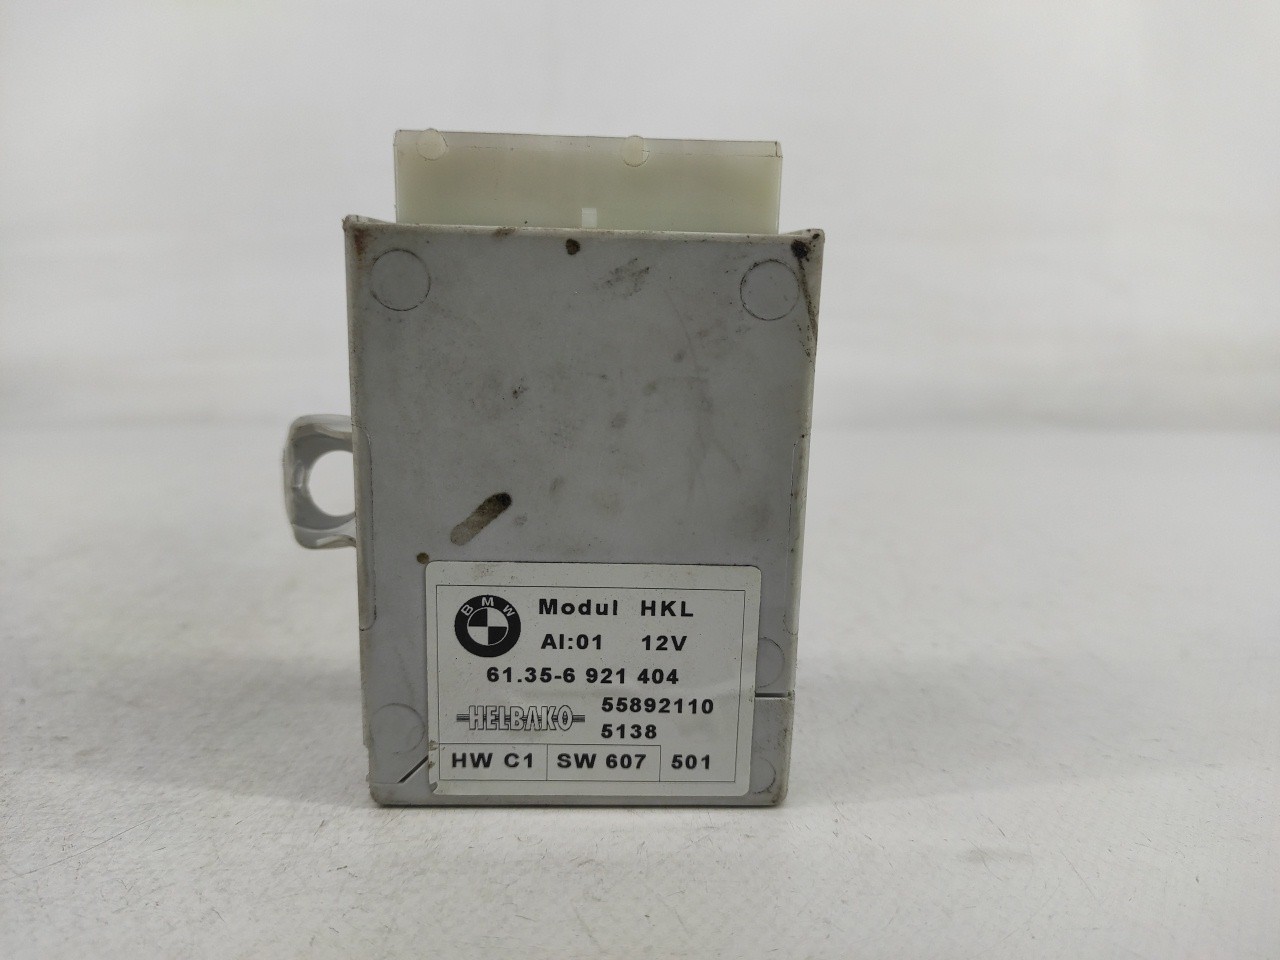 BMW
Modul HKL
AI:01 12V
61.35-6 921 404
55892110
HELBAKO
5138
HW C1 SW 607 501